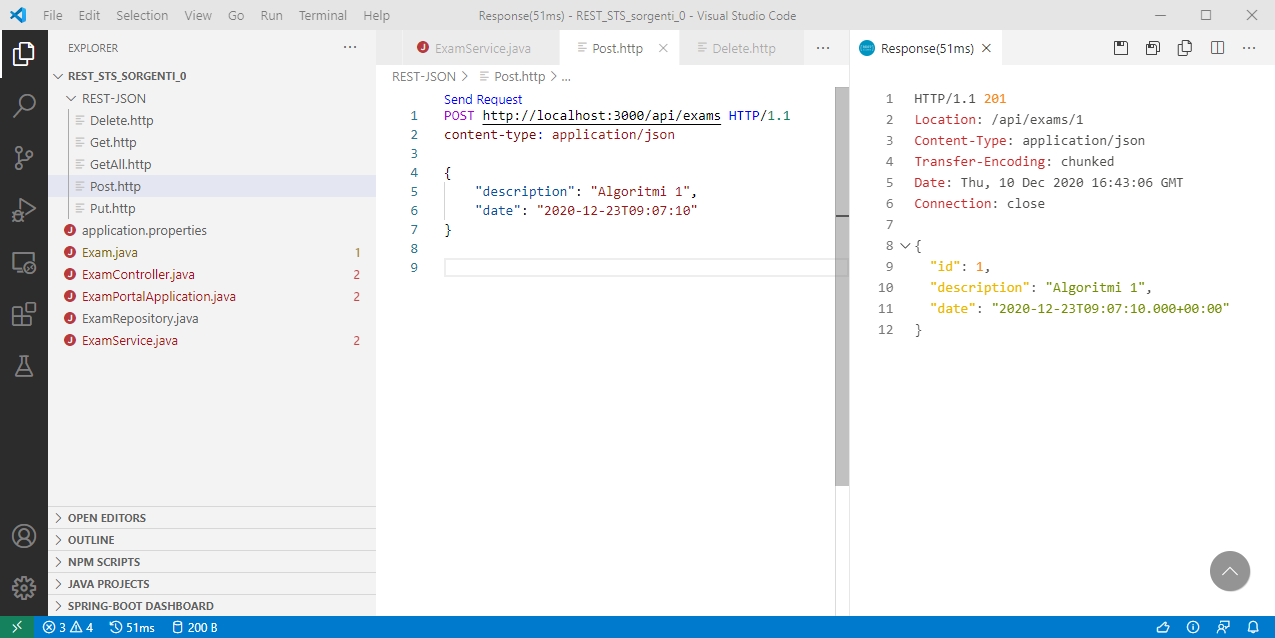 File Edit Selection View Go Run Terminal Help Response(51ms) - REST_STS_sorgenti_0 - Visual Studio Code
EXPLORER ...
REST_STS_SORGENTI_0
REST-JSON
Delete.http
Get.http
GetAll.http
Post.http
Put.http
J application.properties
J Exam.java 1
J ExamController.java 2
J ExamPortalApplication.java 2
J ExamRepository.java
J ExamService.java 2
OPEN EDITORS
OUTLINE
NPM SCRIPTS
JAVA PROJECTS
SPRING-BOOT DASHBOARD
J ExamService.java Post.http Delete.http ...
REST-JSON > Post.http > ...
Send Request
1 POST http://localhost:3000/api/exams HTTP/1.1
2 content-type: application/json
3
4 {
5 "description": "Algoritmi 1",
6 "date": "2020-12-23T09:07:10"
7 }
8
9
Response(51ms) ...
1 HTTP/1.1 201
2 Location: /api/exams/1
3 Content-Type: application/json
4 Transfer-Encoding: chunked
5 Date: Thu, 10 Dec 2020 16:43:06 GMT
6 Connection: close
7
8 {
9 "id": 1,
10 "description": "Algoritmi 1",
11 "date": "2020-12-23T09:07:10.000+00:00"
12 }
3 4 51ms 200 B